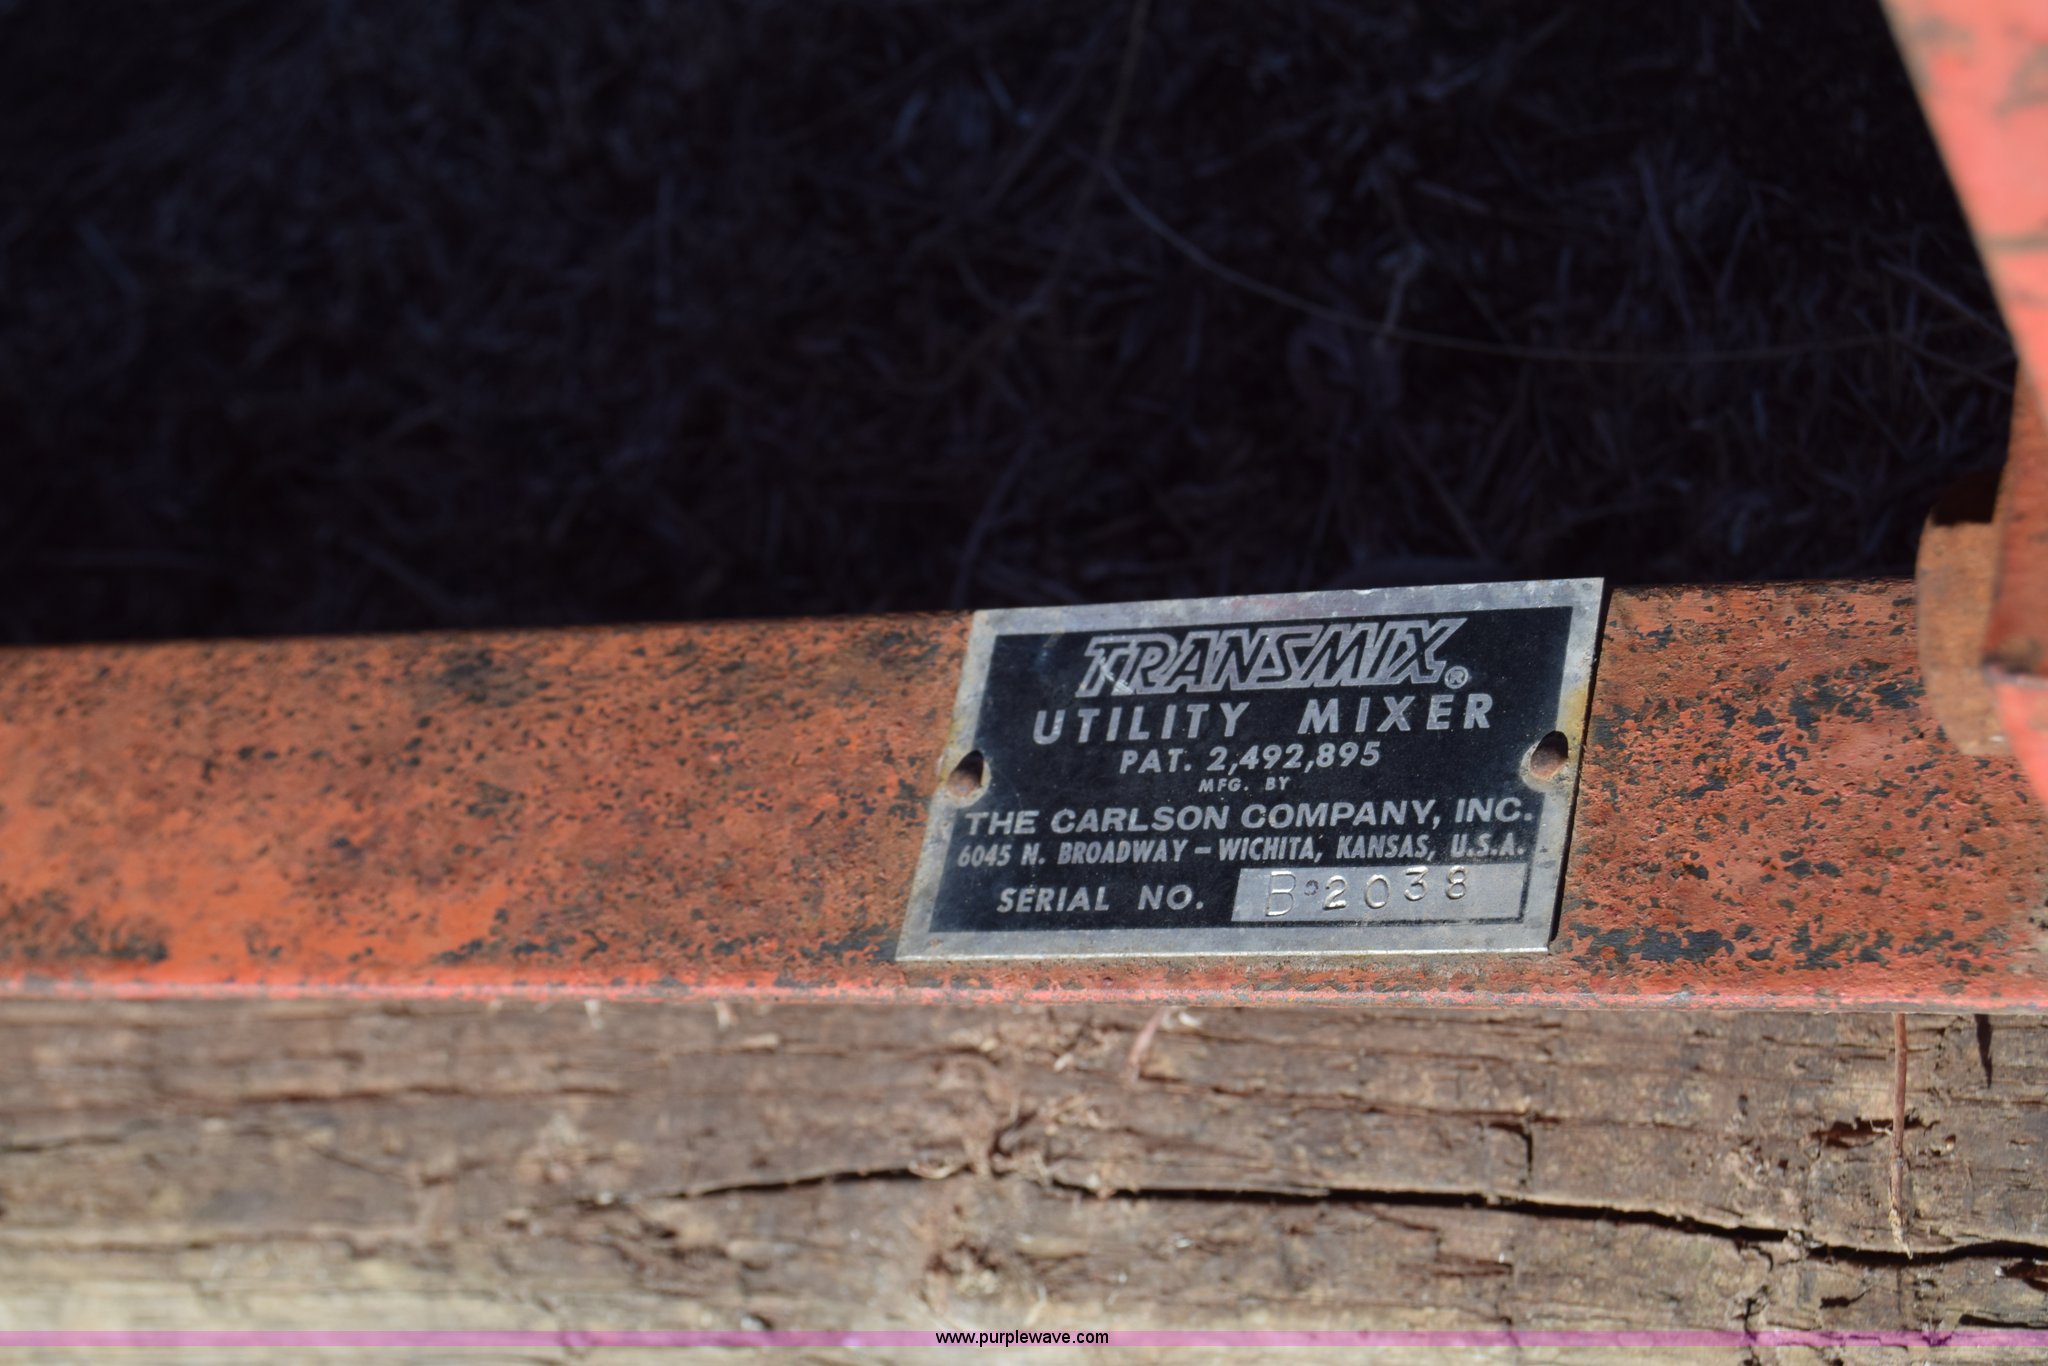 TRANSMIX®
UTILITY MIXER
PAT. 2,492,895
MFG. BY
THE CARLSON COMPANY, INC.
6045 N. BROADWAY – WICHITA, KANSAS, U.S.A.
SERIAL NO. B 2038
www.purplewave.com